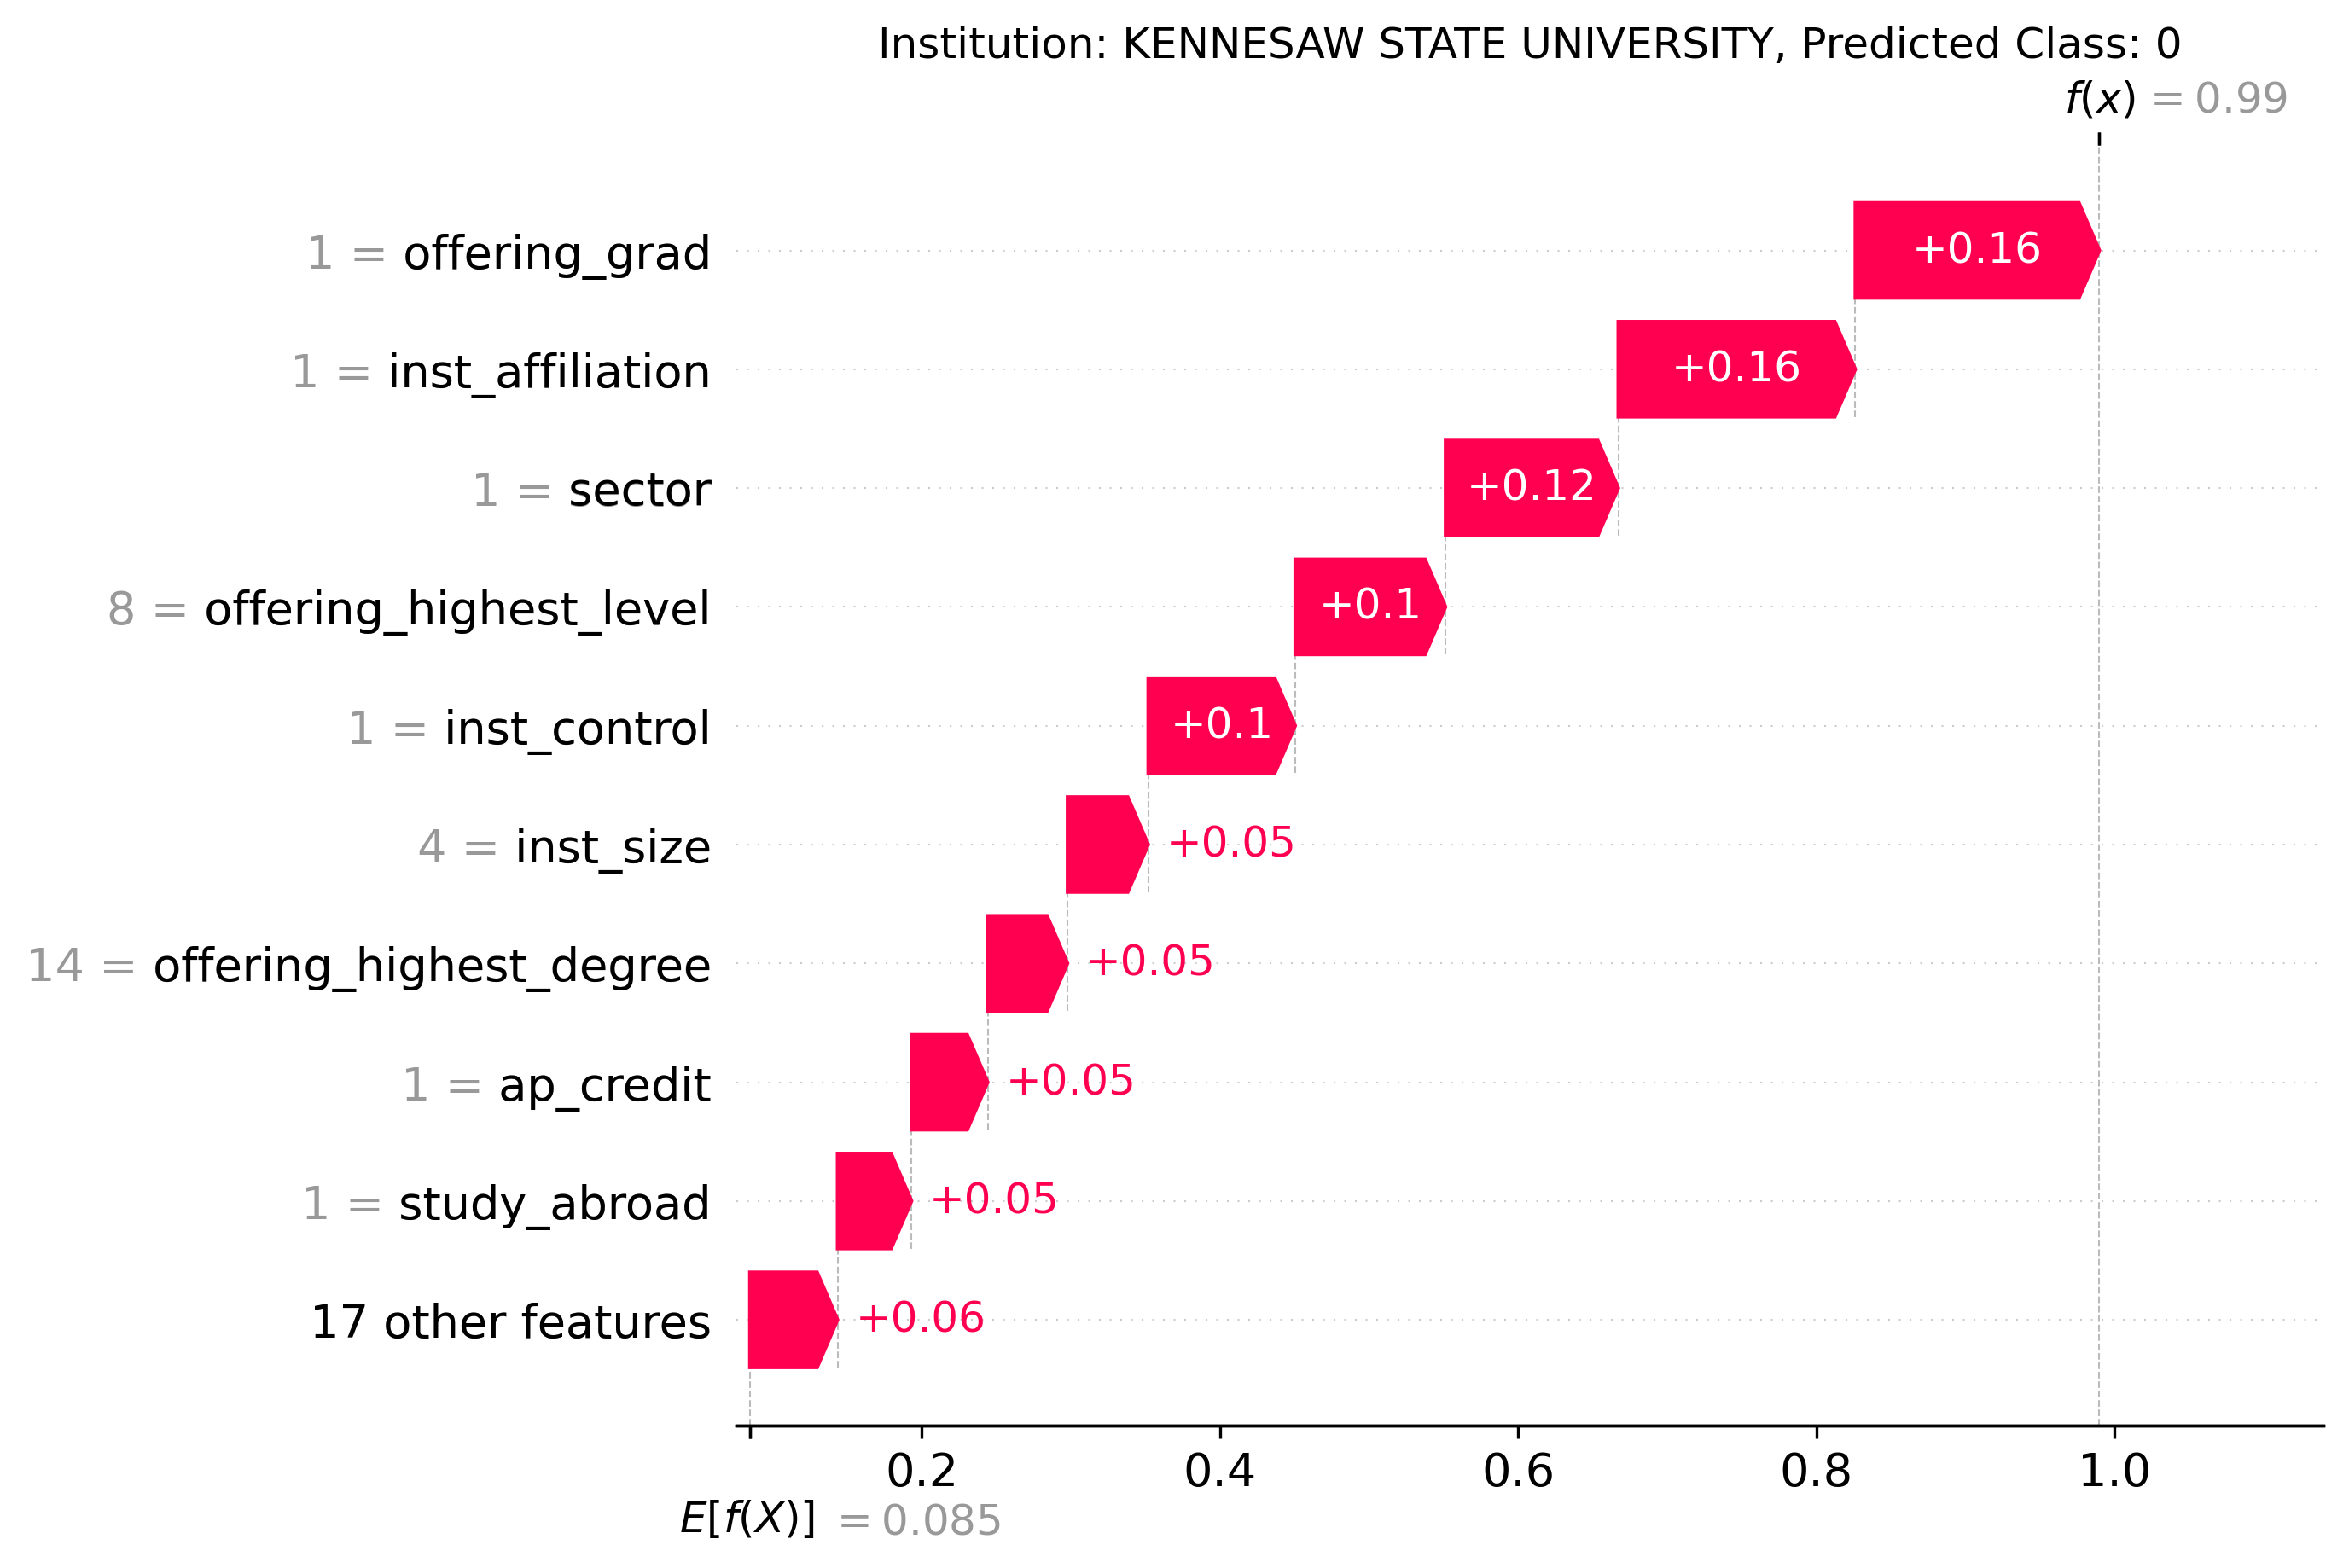 Institution: KENNESAW STATE UNIVERSITY, Predicted Class: 0
f(x) = 0.99
1 = offering_grad +0.16
1 = inst_affiliation +0.16
1 = sector +0.12
8 = offering_highest_level +0.1
1 = inst_control +0.1
4 = inst_size +0.05
14 = offering_highest_degree +0.05
1 = ap_credit +0.05
1 = study_abroad +0.05
17 other features +0.06
0.2 0.4 0.6 0.8 1.0
E[f(X)] = 0.085